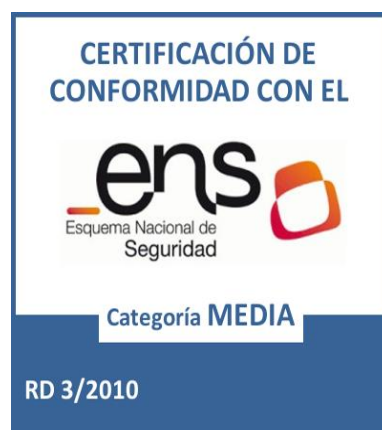 CERTIFICACIÓN DE
CONFORMIDAD CON EL
ens
Esquema Nacional de
Seguridad
Categoría MEDIA
RD 3/2010